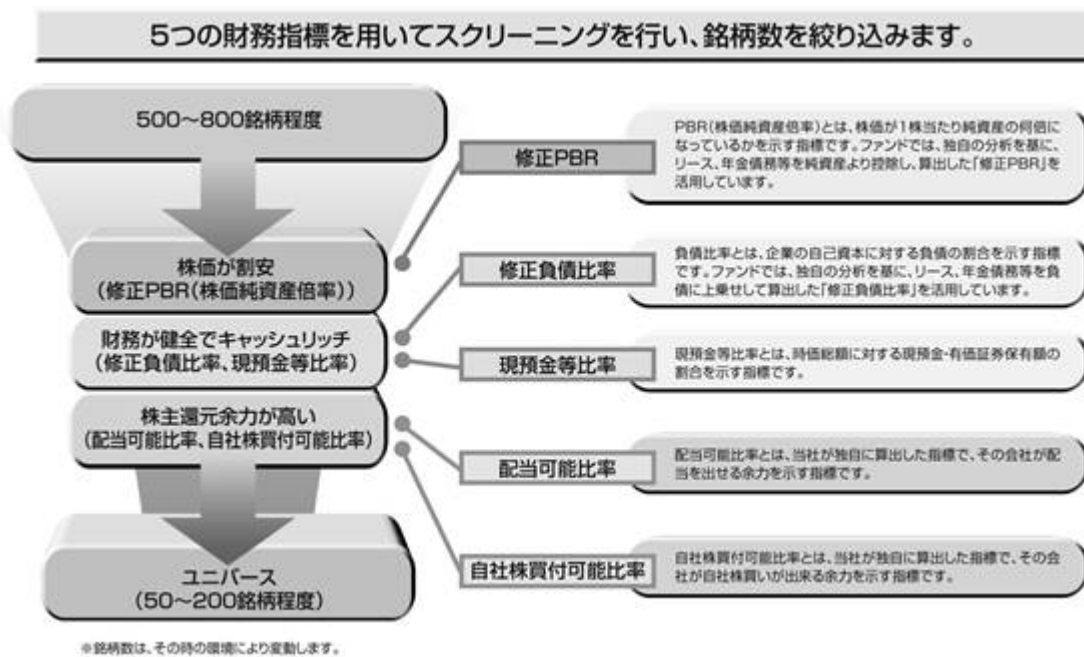 5つの財務指標を用いてスクリーニングを行い、銘柄数を絞り込みます。
500〜800銘柄程度
株価が割安
(修正PBR(株価純資産倍率))
財務が健全でキャッシュリッチ
(修正負債比率、現預金等比率)
株主還元余力が高い
(配当可能比率、自社株買付可能比率)
ユニバース
(50〜200銘柄程度)
※銘柄数は、その時の環境により変動します。
修正PBR
PBR(株価純資産倍率)とは、株価が1株当たり純資産の何倍に
なっているかを示す指標です。ファンドでは、独自の分析を基に、
リース、年金債務等を純資産より控除し、算出した「修正PBR」を
活用しています。
修正負債比率
負債比率とは、企業の自己資本に対する負債の割合を示す指標
です。ファンドでは、独自の分析を基に、リース、年金債務等を負
債に上乗せして算出した「修正負債比率」を活用しています。
現預金等比率
現預金等比率とは、時価総額に対する現預金・有価証券保有額の
割合を示す指標です。
配当可能比率
配当可能比率とは、当社が独自に算出した指標で、その会社が配
当を出せる余力を示す指標です。
自社株買付可能比率
自社株買付可能比率とは、当社が独自に算出した指標で、その会
社が自社株買いが出来る余力を示す指標です。